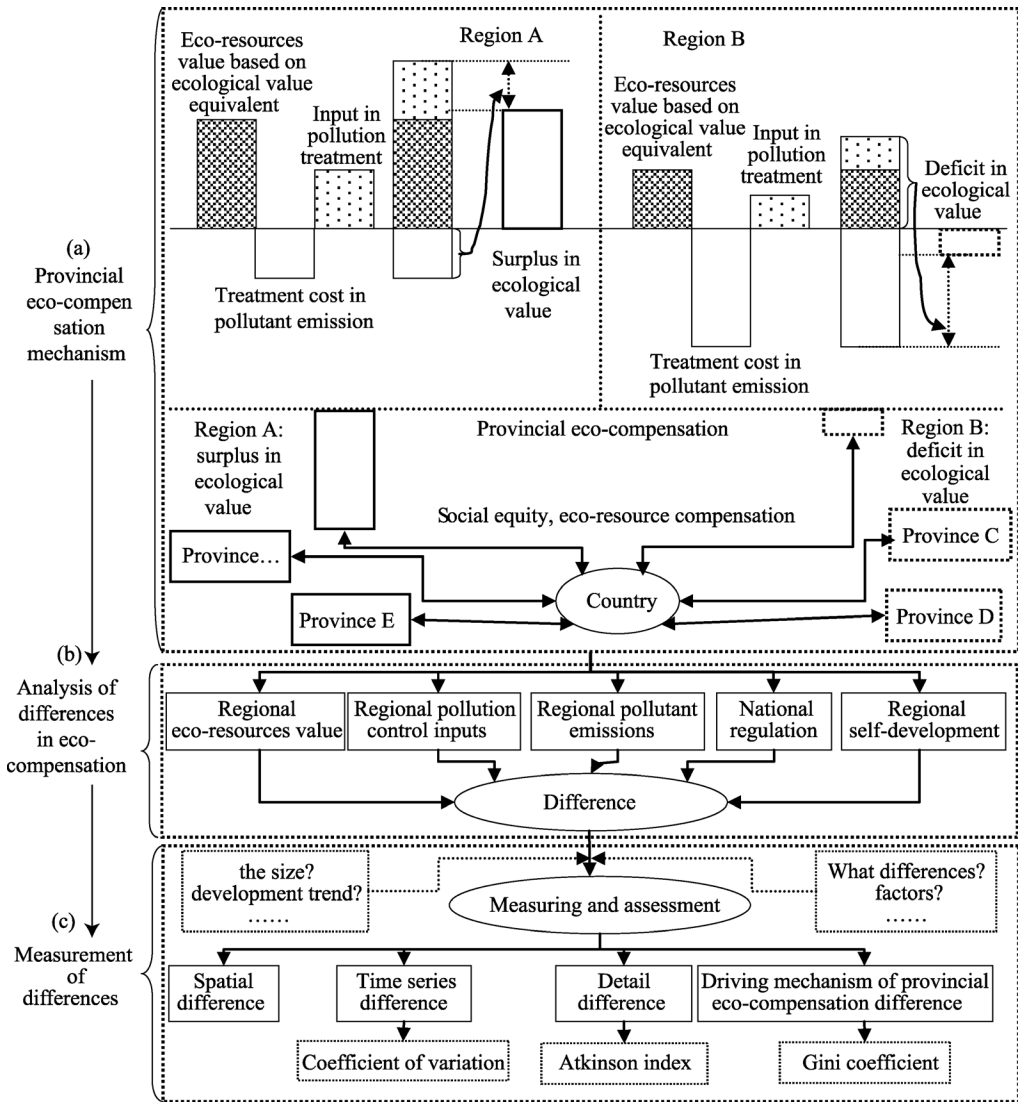 Region A
Region B
Eco-resources
value based on
ecological value
equivalent
Input in
pollution
treatment
Treatment cost in
pollutant emission
Surplus in
ecological
value
Eco-resources
value based on
ecological value
equivalent
Input in
pollution
treatment
Deficit in
ecological
value
Treatment cost in
pollutant emission
(a)
Provincial
eco-compen
sation
mechanism
Region A:
surplus in
ecological
value
Provincial eco-compensation
Region B:
deficit in
ecological
value
Social equity, eco-resource compensation
Province…
Province C
Country
Province E
Province D
(b)
Analysis of
differences
in eco-
compensation
Regional
eco-resources value
Regional pollution
control inputs
Regional pollutant
emissions
National
regulation
Regional
self-development
Difference
the size?
development trend?
……
What differences?
factors?
……
Measuring and assessment
(c)
Measurement
of
differences
Spatial
difference
Time series
difference
Detail
difference
Driving mechanism of provincial
eco-compensation difference
Coefficient of variation
Atkinson index
Gini coefficient